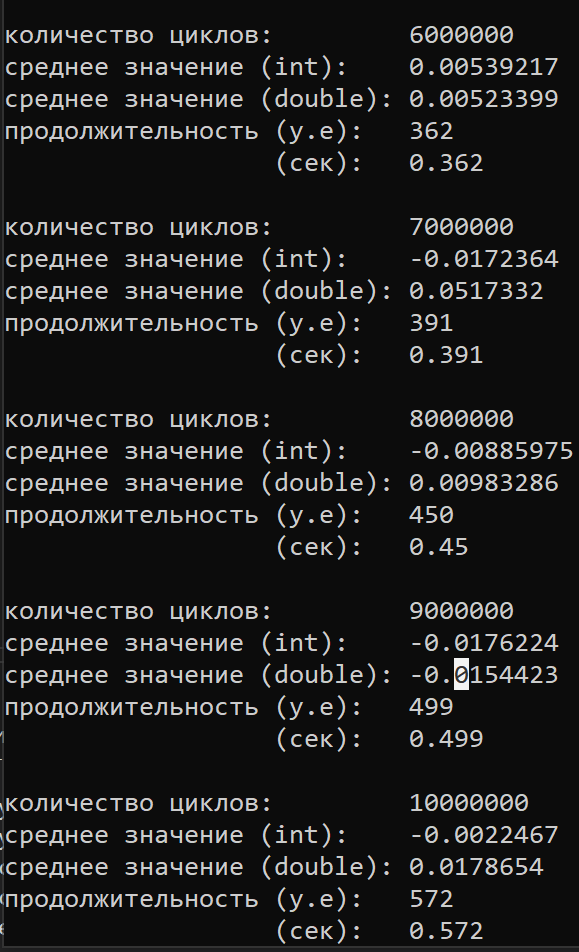 количество циклов: 6000000
среднее значение (int): 0.00539217
среднее значение (double): 0.00523399
продолжительность (у.е): 362
(сек): 0.362
количество циклов: 7000000
среднее значение (int): -0.0172364
среднее значение (double): 0.0517332
продолжительность (у.е): 391
(сек): 0.391
количество циклов: 8000000
среднее значение (int): -0.00885975
среднее значение (double): 0.00983286
продолжительность (у.е): 450
(сек): 0.45
количество циклов: 9000000
среднее значение (int): -0.0176224
среднее значение (double): -0.0154423
продолжительность (у.е): 499
(сек): 0.499
количество циклов: 10000000
среднее значение (int): -0.0022467
среднее значение (double): 0.0178654
продолжительность (у.е): 572
(сек): 0.572